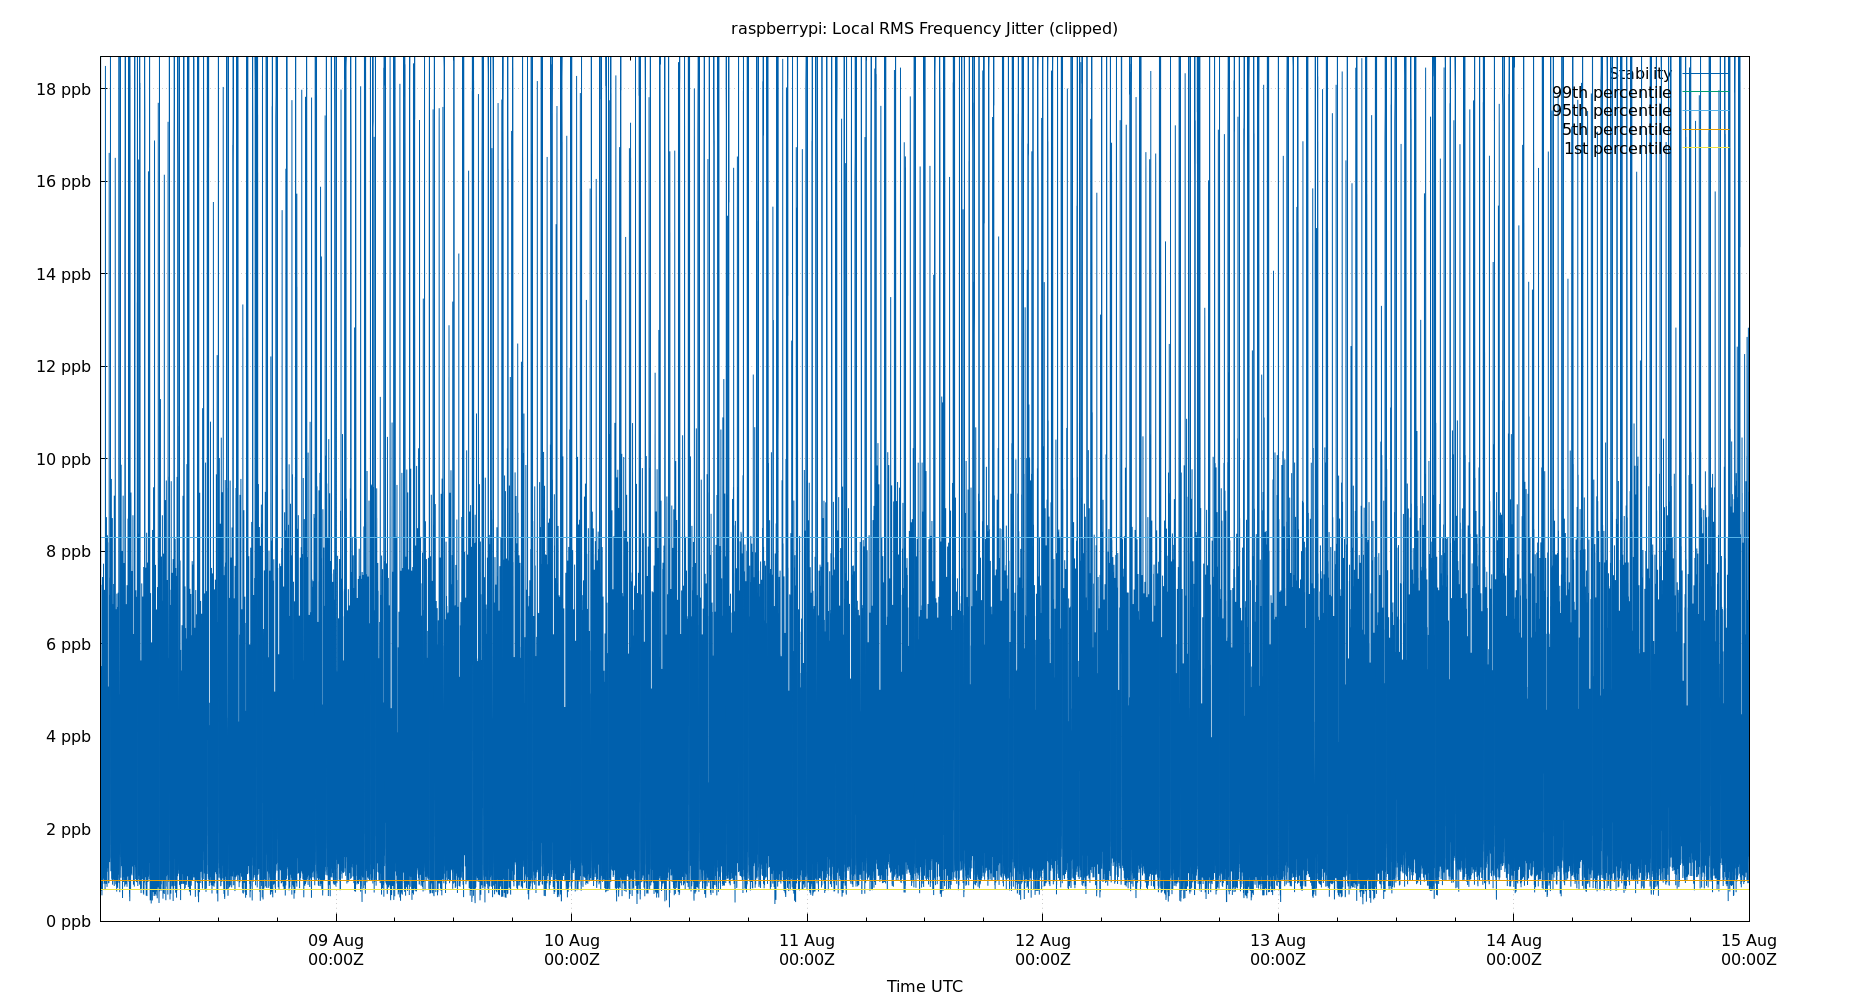 raspberrypi: Local RMS Frequency Jitter (clipped)
Stability
99th percentile
95th percentile
5th percentile
1st percentile
18 ppb
16 ppb
14 ppb
12 ppb
10 ppb
8 ppb
6 ppb
4 ppb
2 ppb
0 ppb
09 Aug
00:00Z
10 Aug
00:00Z
11 Aug
00:00Z
12 Aug
00:00Z
13 Aug
00:00Z
14 Aug
00:00Z
15 Aug
00:00Z
Time UTC